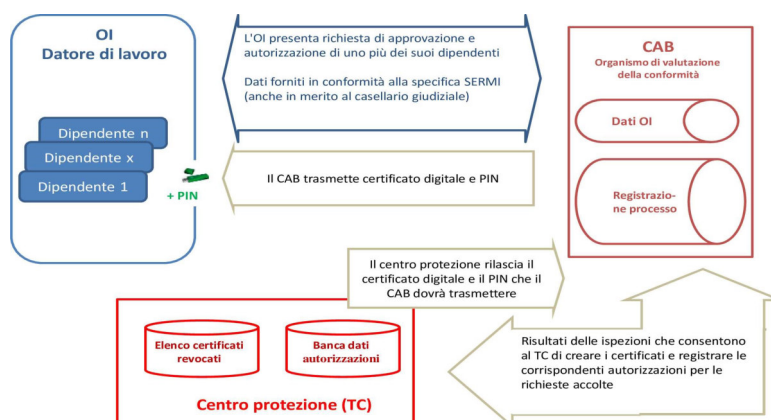 OI
Datore di lavoro
Dipendente n
Dipendente x
Dipendente 1
+ PIN
L'OI presenta richiesta di approvazione e
autorizzazione di uno più dei suoi dipendenti
Dati forniti in conformità alla specifica SERMI
(anche in merito al casellario giudiziale)
CAB
Organismo di valutazione
della conformità
Dati OI
Registrazio-
ne processo
Il CAB trasmette certificato digitale e PIN
Il centro protezione rilascia il
certificato digitale e il PIN che il
CAB dovrà trasmettere
Elenco certificati
revocati
Banca dati
autorizzazioni
Centro protezione (TC)
Risultati delle ispezioni che consentono
al TC di creare i certificati e registrare le
corrispondenti autorizzazioni per le
richieste accolte